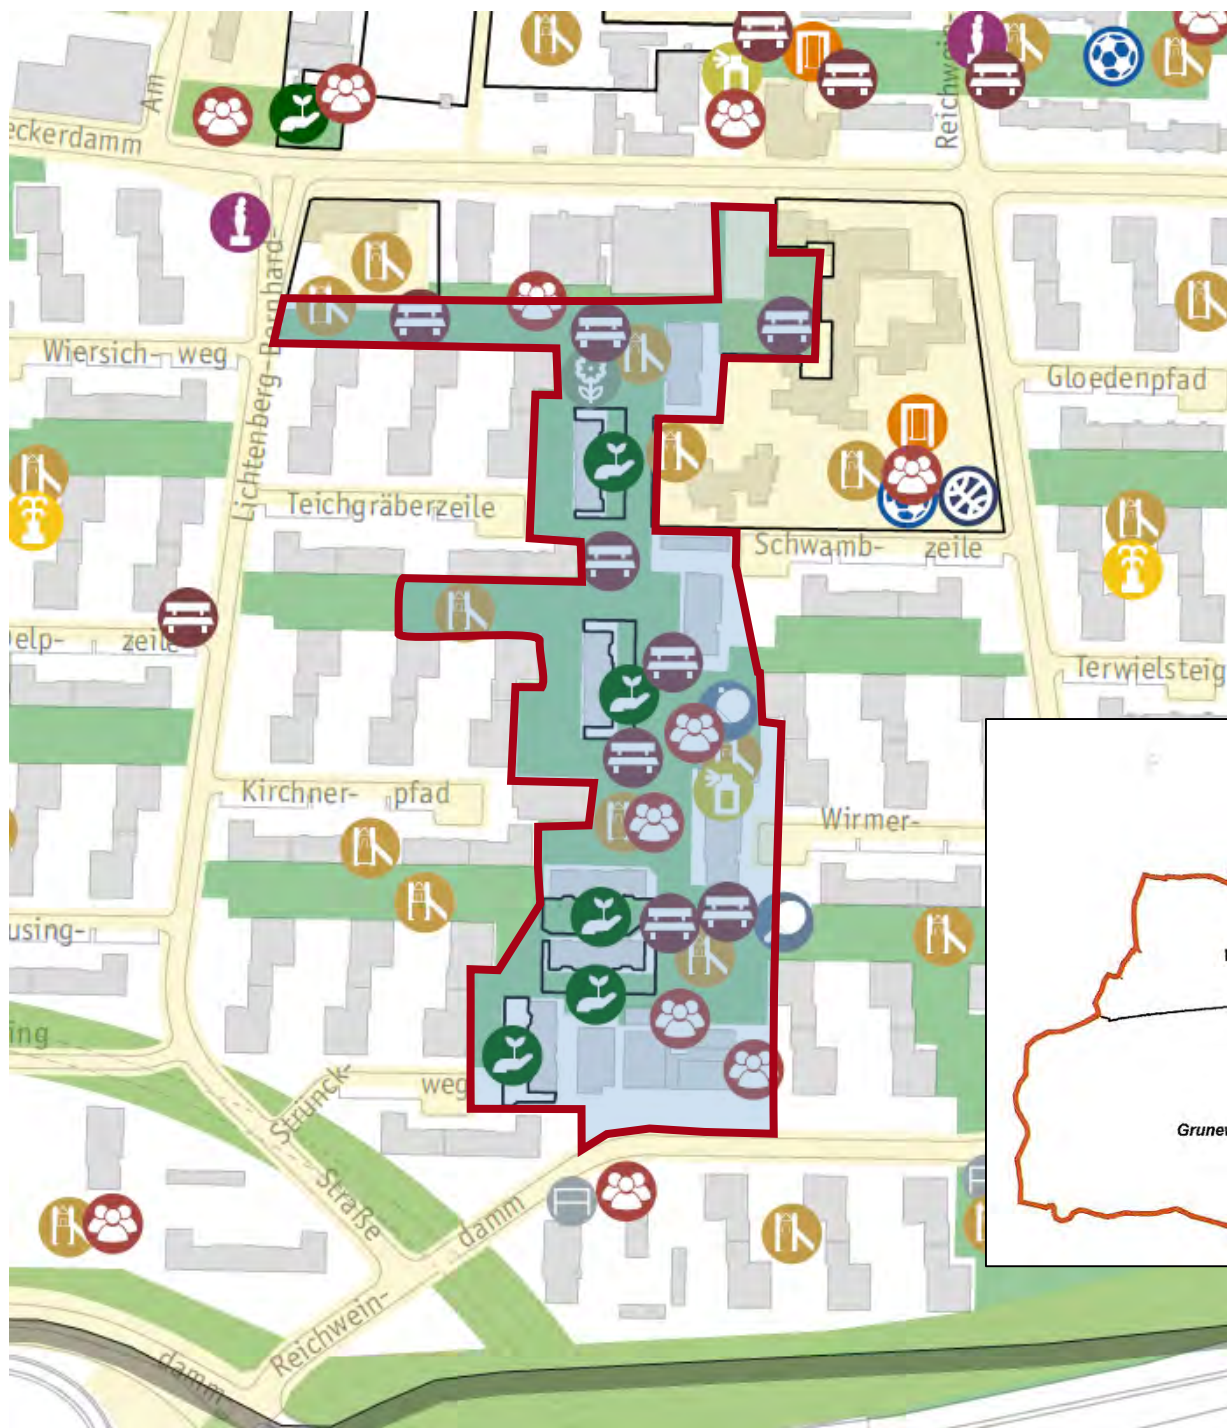 Am
eckerdamm
Reichwein-
Lichtenberg-
Bernhard-
Wiersich- weg
Gloedenpfad
Teichgräberzeile
Schwamb- zeile
elp- zeile
Terwielsteig
Kirchner- pfad
Wirmer-
using-
ing
Strünck-
weg
Straße
damm
Reichwein-
damm
Grunew